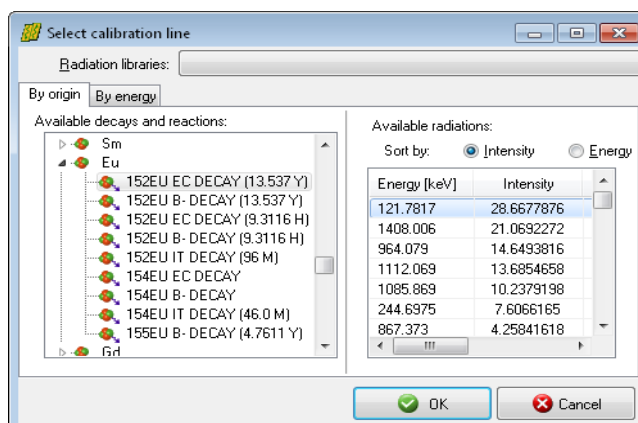 Select calibration line
Radiation libraries:
By origin By energy
Available decays and reactions:
Sm
Eu
152EU EC DECAY (13.537 Y)
152EU B- DECAY (13.537 Y)
152EU EC DECAY (9.3116 H)
152EU B- DECAY (9.3116 H)
152EU IT DECAY (96 M)
154EU EC DECAY
154EU B- DECAY
154EU IT DECAY (46.0 M)
155EU B- DECAY (4.7611 Y)
Gd
Available radiations:
Sort by: Intensity Energy
Energy [keV] Intensity
121.7817 28.6677876
1408.006 21.0692272
964.079 14.6493816
1112.069 13.6854658
1085.869 10.2379198
244.6975 7.6066165
867.373 4.25841618
OK Cancel